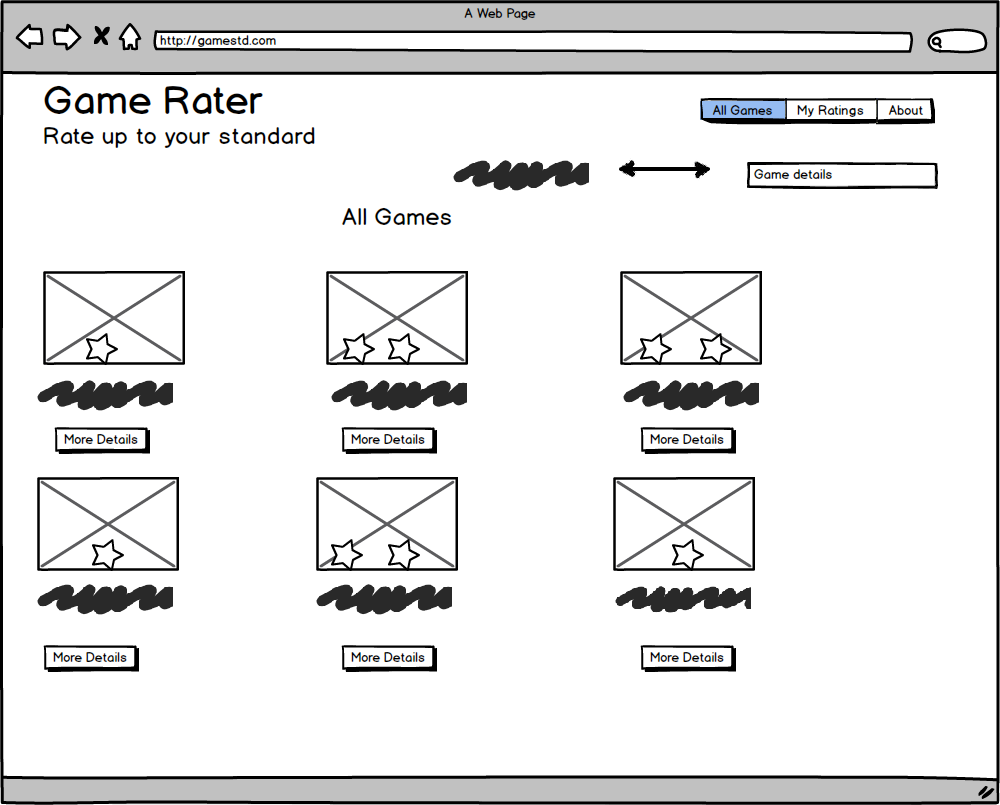 A Web Page
http://gamestd.com
Game Rater
All Games My Ratings About
Rate up to your standard
Game details
All Games
More Details More Details More Details
More Details More Details More Details